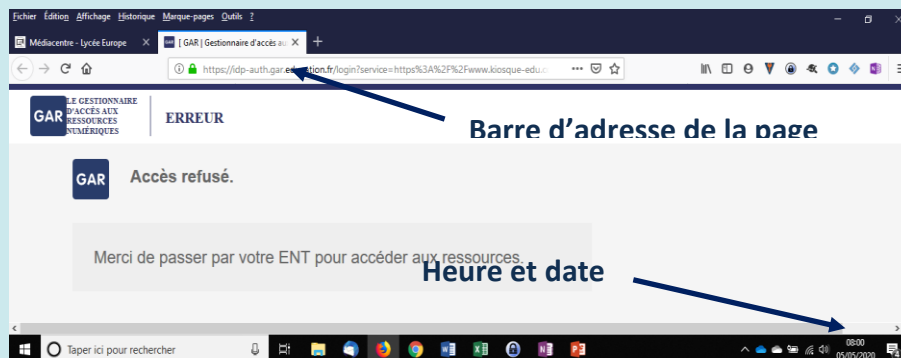 Fichier Édition Affichage Historique Marque-pages Outils ?
Médiacentre - Lycée Europe
[ GAR ] Gestionnaire d'accès au
https://idp-auth.gar.education.fr/login?service=https%3A%2F%2Fwww.kiosque-edu.c
GAR
LE GESTIONNAIRE
D'ACCÈS AUX
RESSOURCES
NUMÉRIQUES
ERREUR
Barre d'adresse de la page
GAR
Accès refusé.
Merci de passer par votre ENT pour accéder aux ressources.
Heure et date
Taper ici pour rechercher
08:00
05/05/2020